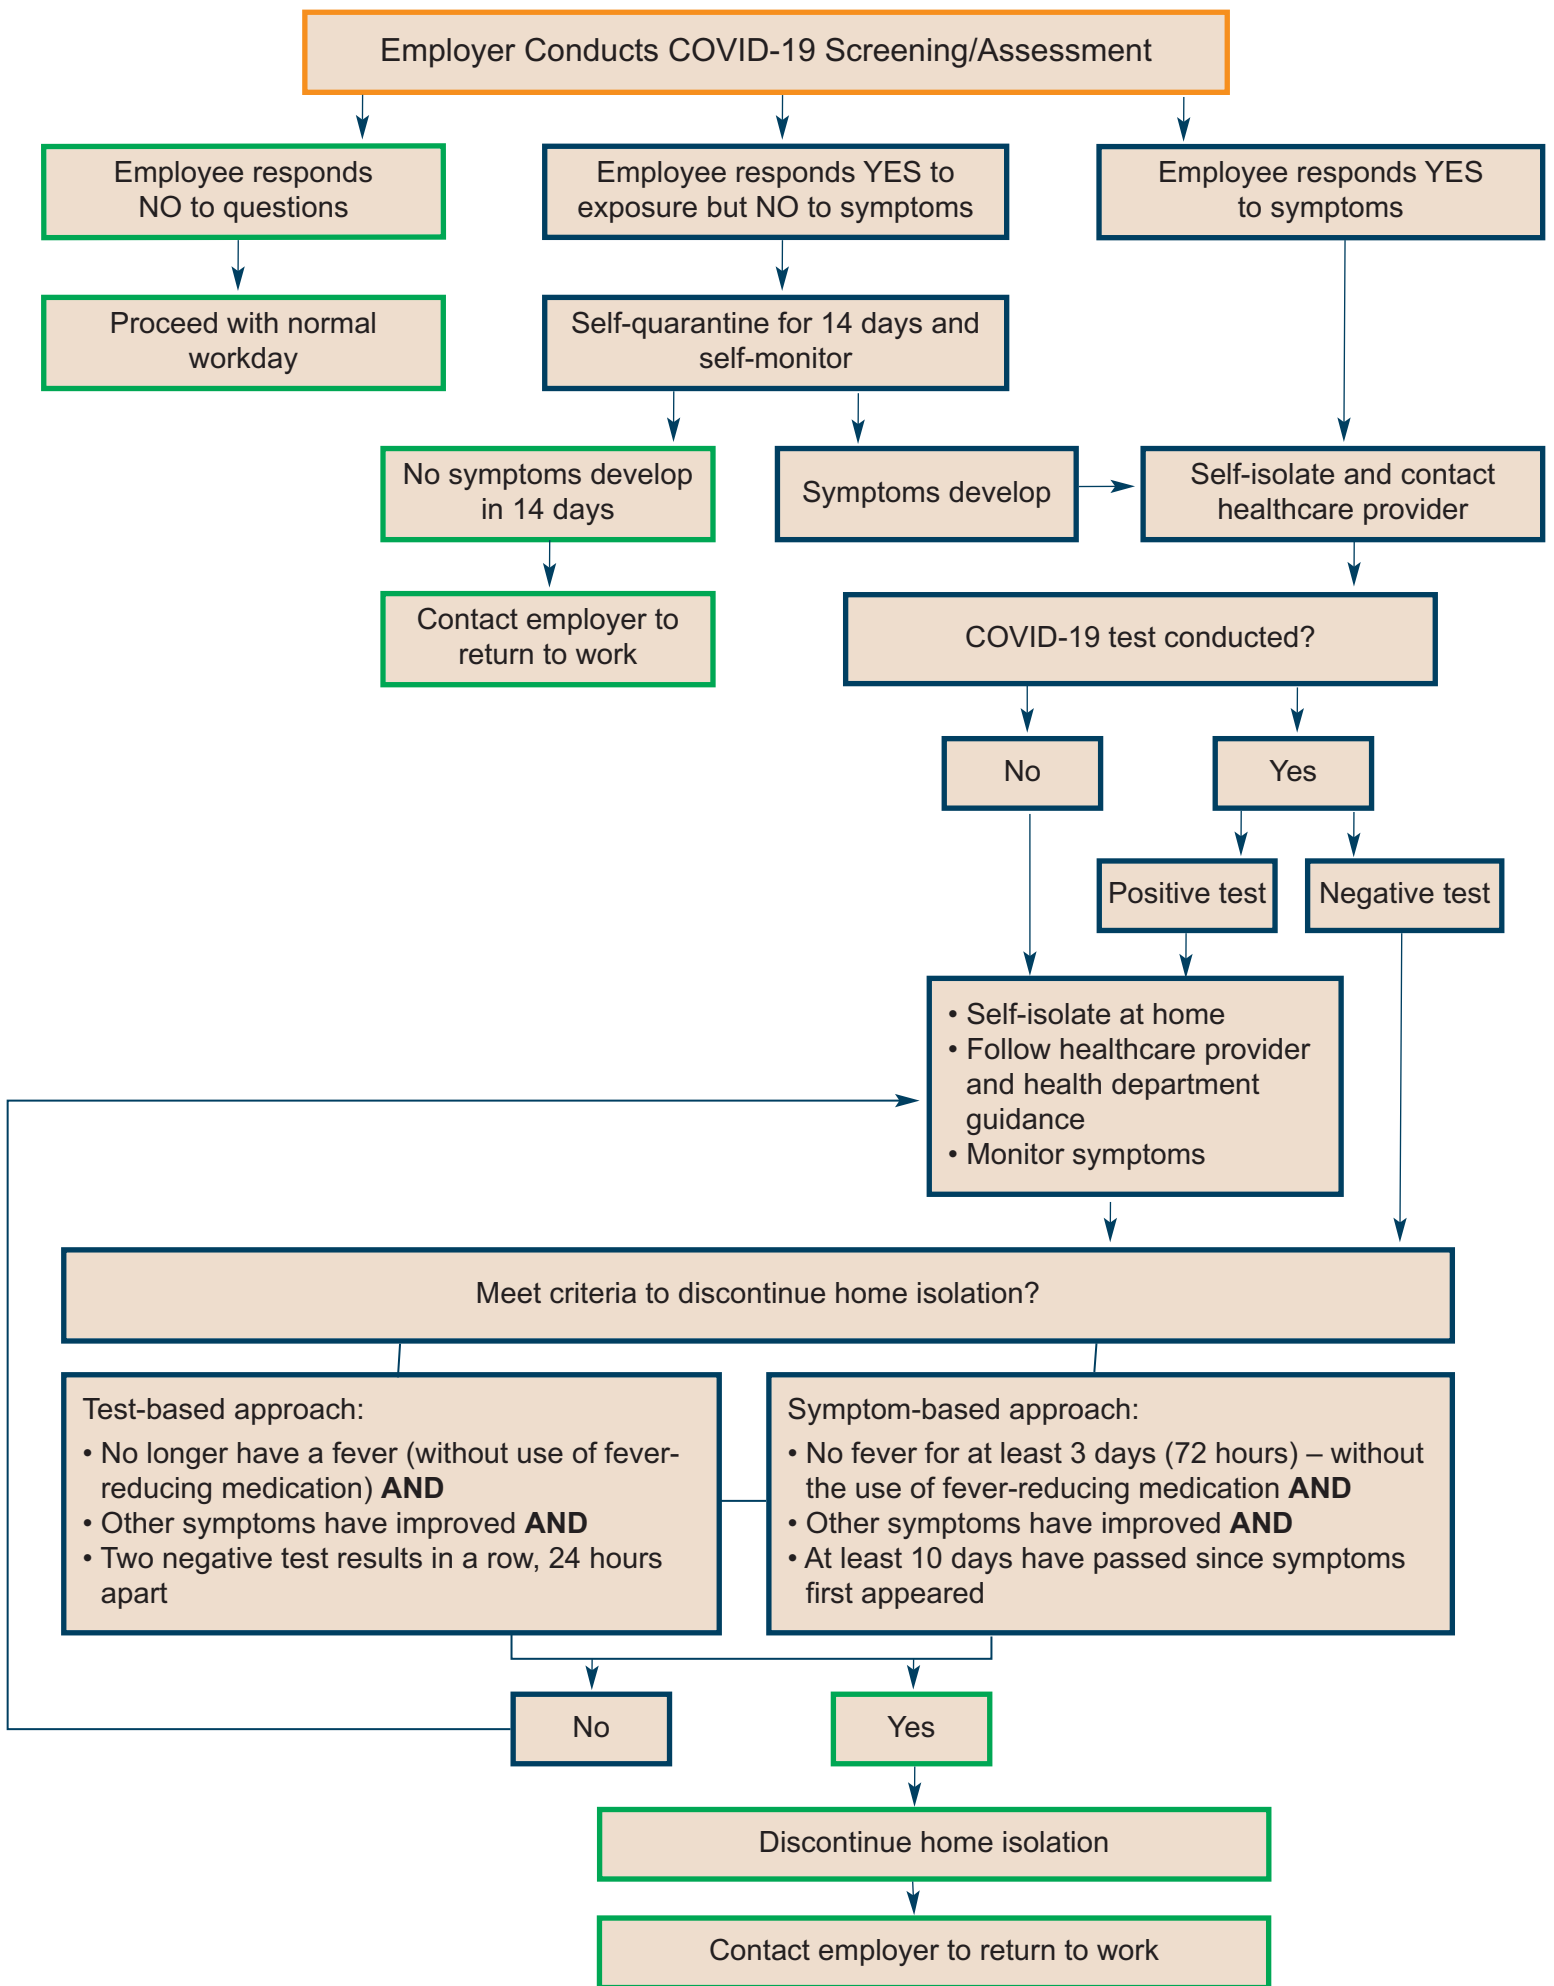 Employer Conducts COVID-19 Screening/Assessment
Employee responds
NO to questions
Employee responds YES to
exposure but NO to symptoms
Employee responds YES
to symptoms
Proceed with normal
workday
Self-quarantine for 14 days and
self-monitor
No symptoms develop
in 14 days
Symptoms develop
Self-isolate and contact
healthcare provider
Contact employer to
return to work
COVID-19 test conducted?
No
Yes
Positive test
Negative test
• Self-isolate at home
• Follow healthcare provider
and health department
guidance
• Monitor symptoms
Meet criteria to discontinue home isolation?
Test-based approach:
• No longer have a fever (without use of fever-
reducing medication) AND
• Other symptoms have improved AND
• Two negative test results in a row, 24 hours
apart
Symptom-based approach:
• No fever for at least 3 days (72 hours) – without
the use of fever-reducing medication AND
• Other symptoms have improved AND
• At least 10 days have passed since symptoms
first appeared
No
Yes
Discontinue home isolation
Contact employer to return to work